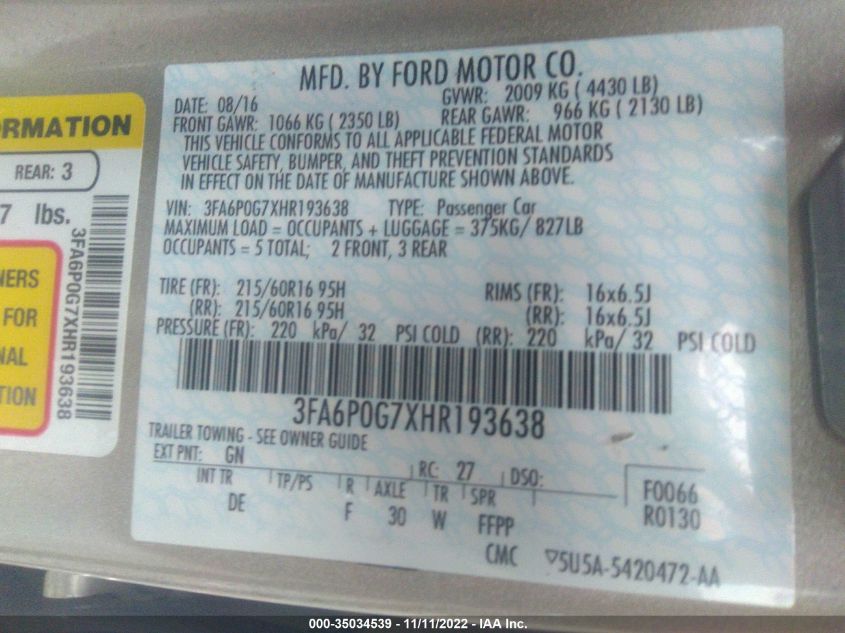 MFD. BY FORD MOTOR CO.
DATE: 08/16
GVWR: 2009 KG ( 4430 LB)
FRONT GAWR: 1066 KG ( 2350 LB)
REAR GAWR: 966 KG ( 2130 LB)
THIS VEHICLE CONFORMS TO ALL APPLICABLE FEDERAL MOTOR
VEHICLE SAFETY, BUMPER, AND THEFT PREVENTION STANDARDS
IN EFFECT ON THE DATE OF MANUFACTURE SHOWN ABOVE.
VIN: 3FA6P0G7XHR193638 TYPE: Passenger Car
MAXIMUM LOAD = OCCUPANTS + LUGGAGE = 375KG/ 827LB
OCCUPANTS = 5 TOTAL; 2 FRONT, 3 REAR
TIRE (FR): 215/60R16 95H RIMS (FR): 16x6.5J
(RR): 215/60R16 95H (RR): 16x6.5J
PRESSURE (FR): 220 kPa/ 32 PSI COLD (RR): 220 kPa/ 32 PSI COLD
3FA6P0G7XHR193638
TRAILER TOWING - SEE OWNER GUIDE
EXT PNT: GN RC: 27 DSO:
INT TR TP/PS R AXLE TR SPR
DE F 30 W FFPP
F0066
R0130
CMC ▽5U5A-5420472-AA
ORMATION
REAR: 3
7 lbs.
3FA6P0G7XHR193638
NERS
FOR
NAL
TION
000-35034539 - 11/11/2022 - IAA Inc.